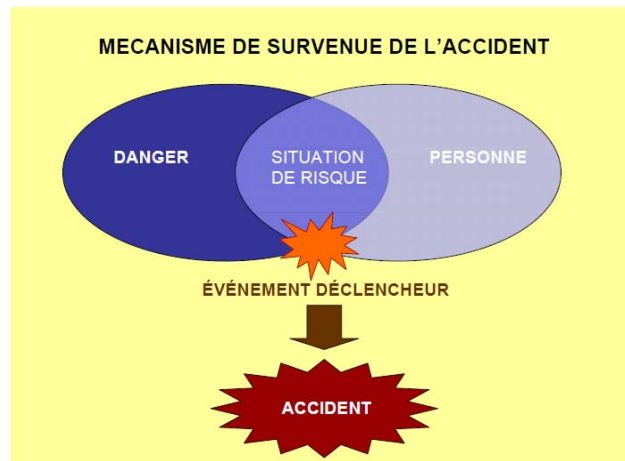 MECANISME DE SURVENUE DE L'ACCIDENT
DANGER
SITUATION
DE RISQUE
PERSONNE
ÉVÉNEMENT DÉCLENCHEUR
ACCIDENT